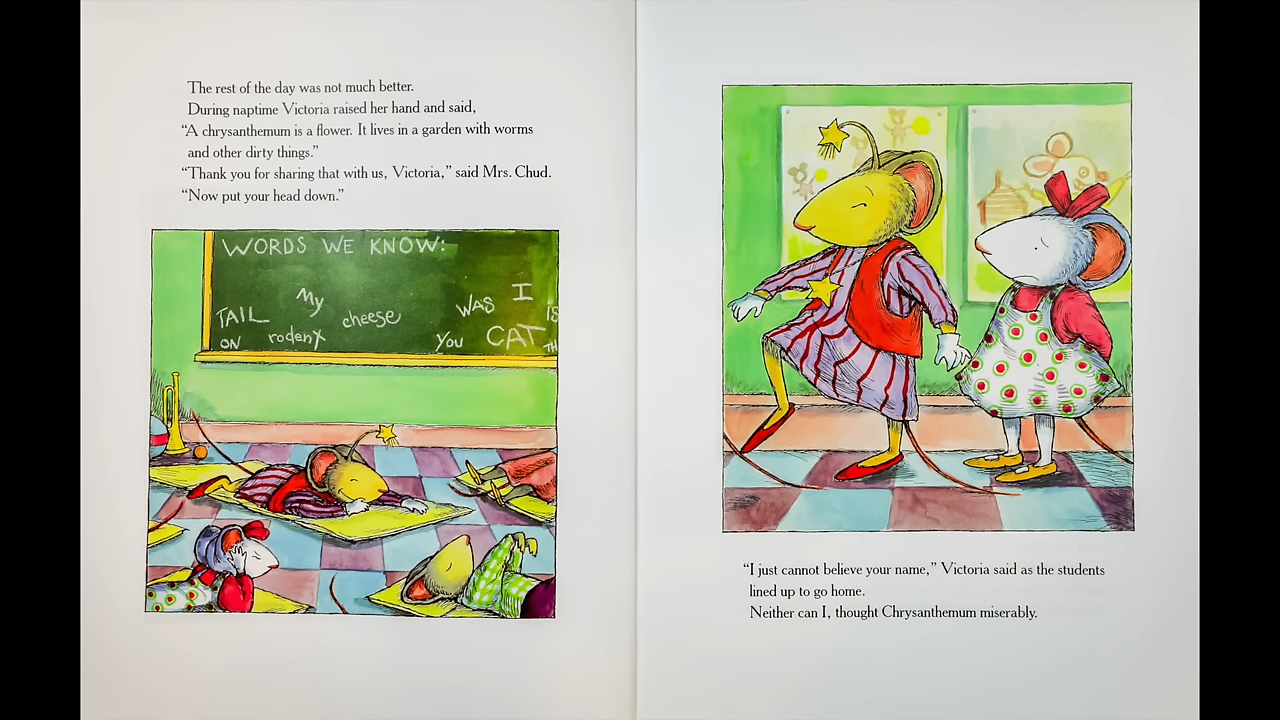 The rest of the day was not much better.
During naptime Victoria raised her hand and said,
“A chrysanthemum is a flower. It lives in a garden with worms
and other dirty things.”
“Thank you for sharing that with us, Victoria,” said Mrs. Chud.
“Now put your head down.”
WORDS WE KNOW:
My WAS I is
TAIL cheese
ON rodent you CAT TH
“I just cannot believe your name,” Victoria said as the students
lined up to go home.
Neither can I, thought Chrysanthemum miserably.